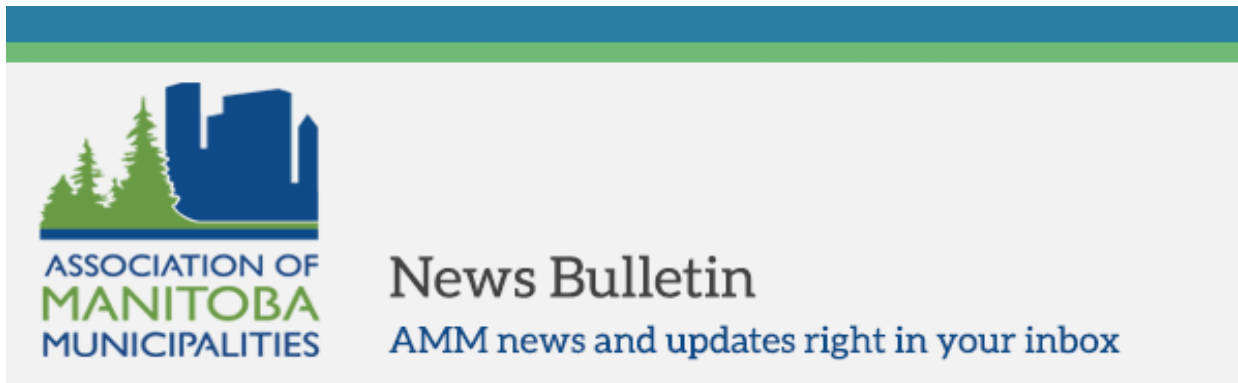 ASSOCIATION OF
MANITOBA
MUNICIPALITIES
News Bulletin
AMM news and updates right in your inbox